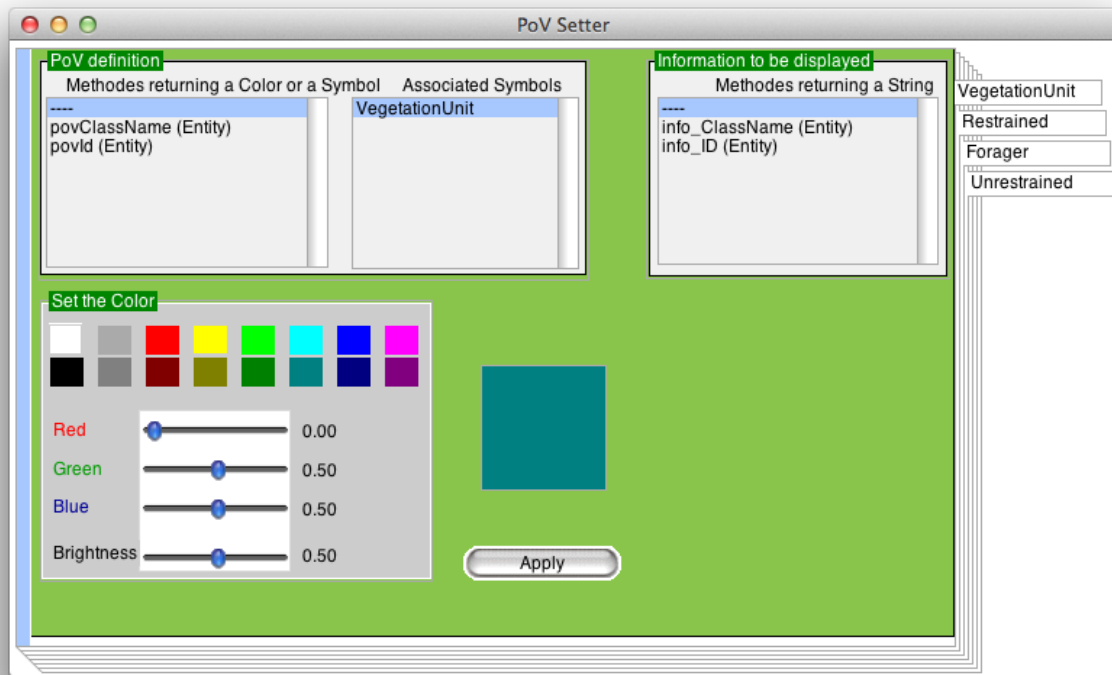 PoV Setter
PoV definition
Methodes returning a Color or a Symbol
Associated Symbols
----
povClassName (Entity)
povId (Entity)
VegetationUnit
Information to be displayed
Methodes returning a String
----
info_ClassName (Entity)
info_ID (Entity)
VegetationUnit
Restrained
Forager
Unrestrained
Set the Color
Red 0.00
Green 0.50
Blue 0.50
Brightness 0.50
Apply